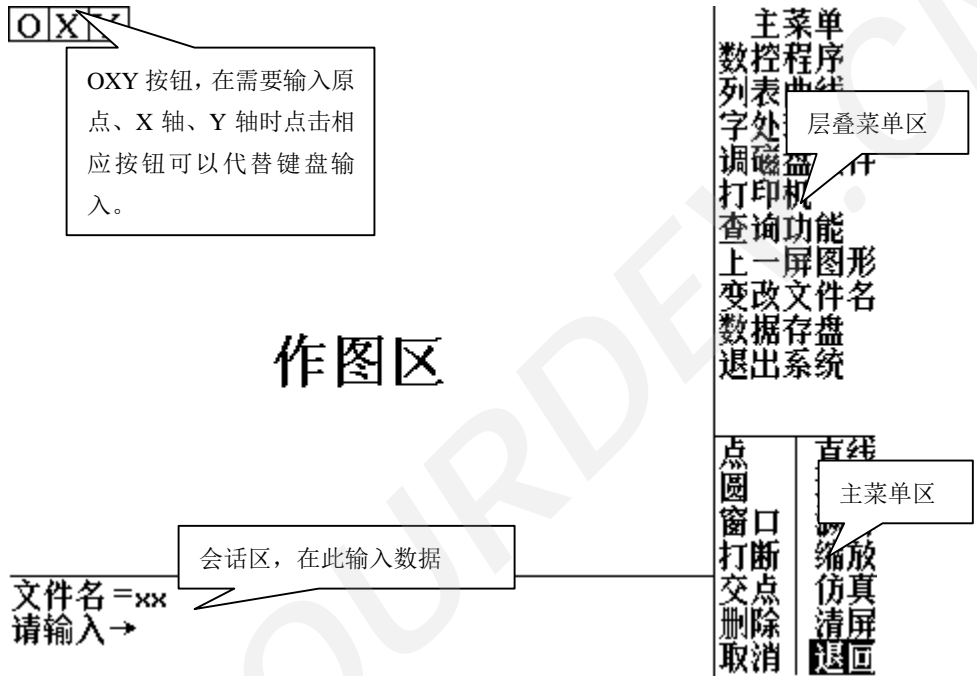 O X Y
OXY 按钮，在需要输入原
点、X 轴、Y 轴时点击相
应按钮可以代替键盘输
入。
作图区
会话区，在此输入数据
文件名=xx
请输入→
主菜单
数控程序
列表曲线
字处
调磁盘 件
打印机
查询功能
上一屏图形
变改文件名
数据存盘
退出系统
层叠菜单区
点 直线
圆
窗口
打断 缩放
交点 仿真
删除 清屏
取消 退回
主菜单区
OURDEV.CN